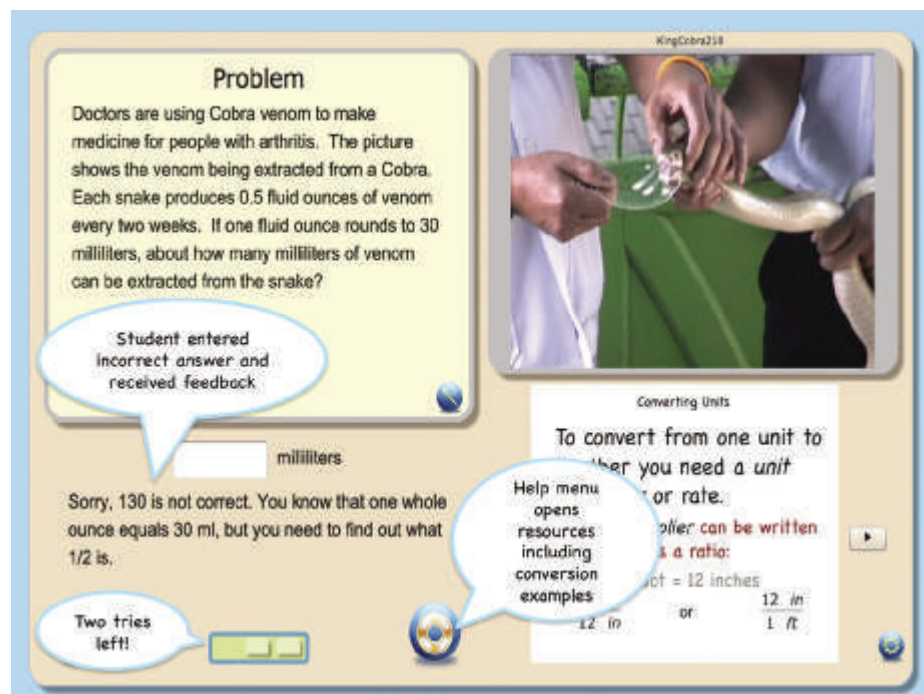 KingCobra218
Problem
Doctors are using Cobra venom to make
medicine for people with arthritis. The picture
shows the venom being extracted from a Cobra.
Each snake produces 0.5 fluid ounces of venom
every two weeks. If one fluid ounce rounds to 30
milliliters, about how many milliliters of venom
can be extracted from the snake?
Student entered
incorrect answer and
received feedback
milliliters
Sorry, 130 is not correct. You know that one whole
ounce equals 30 ml, but you need to find out what
1/2 is.
Two tries
left!
Help menu
opens
resources
including
conversion
examples
Converting Units
To convert from one unit to
you need a unit
or rate.
can be written
a ratio:
= 12 inches
12 in
or
12 in
1 ft